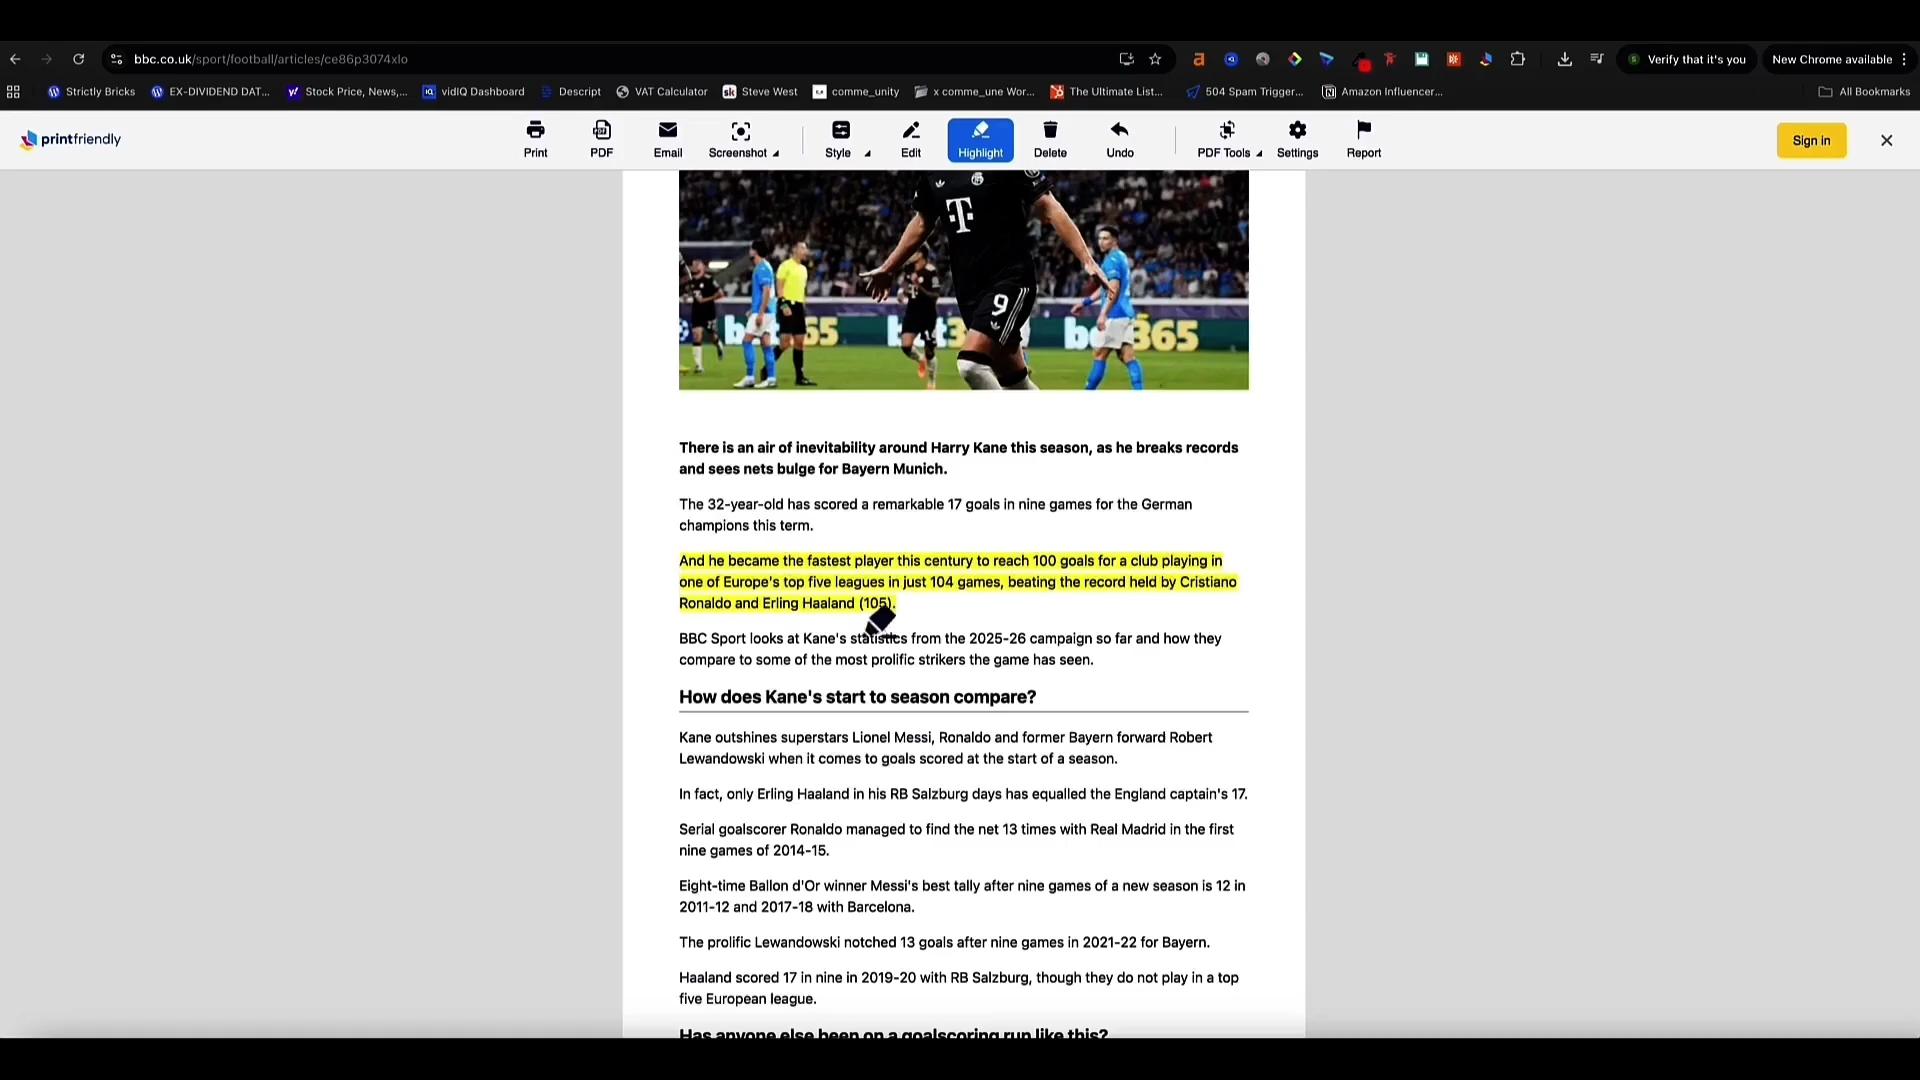 bbc.co.uk/sport/football/articles/ce86p3074xlo
Verify that it's you
New Chrome available
Strictly Bricks
EX-DIVIDEND DAT...
Stock Price, News,...
vidIQ Dashboard
Descript
VAT Calculator
Steve West
comme_unity
x comme_une Wor...
The Ultimate List...
504 Spam Trigger...
Amazon Influencer...
All Bookmarks
printfriendly
Print
PDF
Email
Screenshot
Style
Edit
Highlight
Delete
Undo
PDF Tools
Settings
Report
Sign in
T
9
bet365
There is an air of inevitability around Harry Kane this season, as he breaks records
and sees nets bulge for Bayern Munich.
The 32-year-old has scored a remarkable 17 goals in nine games for the German
champions this term.
And he became the fastest player this century to reach 100 goals for a club playing in
one of Europe's top five leagues in just 104 games, beating the record held by Cristiano
Ronaldo and Erling Haaland (105).
BBC Sport looks at Kane's statistics from the 2025-26 campaign so far and how they
compare to some of the most prolific strikers the game has seen.
How does Kane's start to season compare?
Kane outshines superstars Lionel Messi, Ronaldo and former Bayern forward Robert
Lewandowski when it comes to goals scored at the start of a season.
In fact, only Erling Haaland in his RB Salzburg days has equalled the England captain's 17.
Serial goalscorer Ronaldo managed to find the net 13 times with Real Madrid in the first
nine games of 2014-15.
Eight-time Ballon d'Or winner Messi's best tally after nine games of a new season is 12 in
2011-12 and 2017-18 with Barcelona.
The prolific Lewandowski notched 13 goals after nine games in 2021-22 for Bayern.
Haaland scored 17 in nine in 2019-20 with RB Salzburg, though they do not play in a top
five European league.
Has anyone else been on a goalscoring run like this?